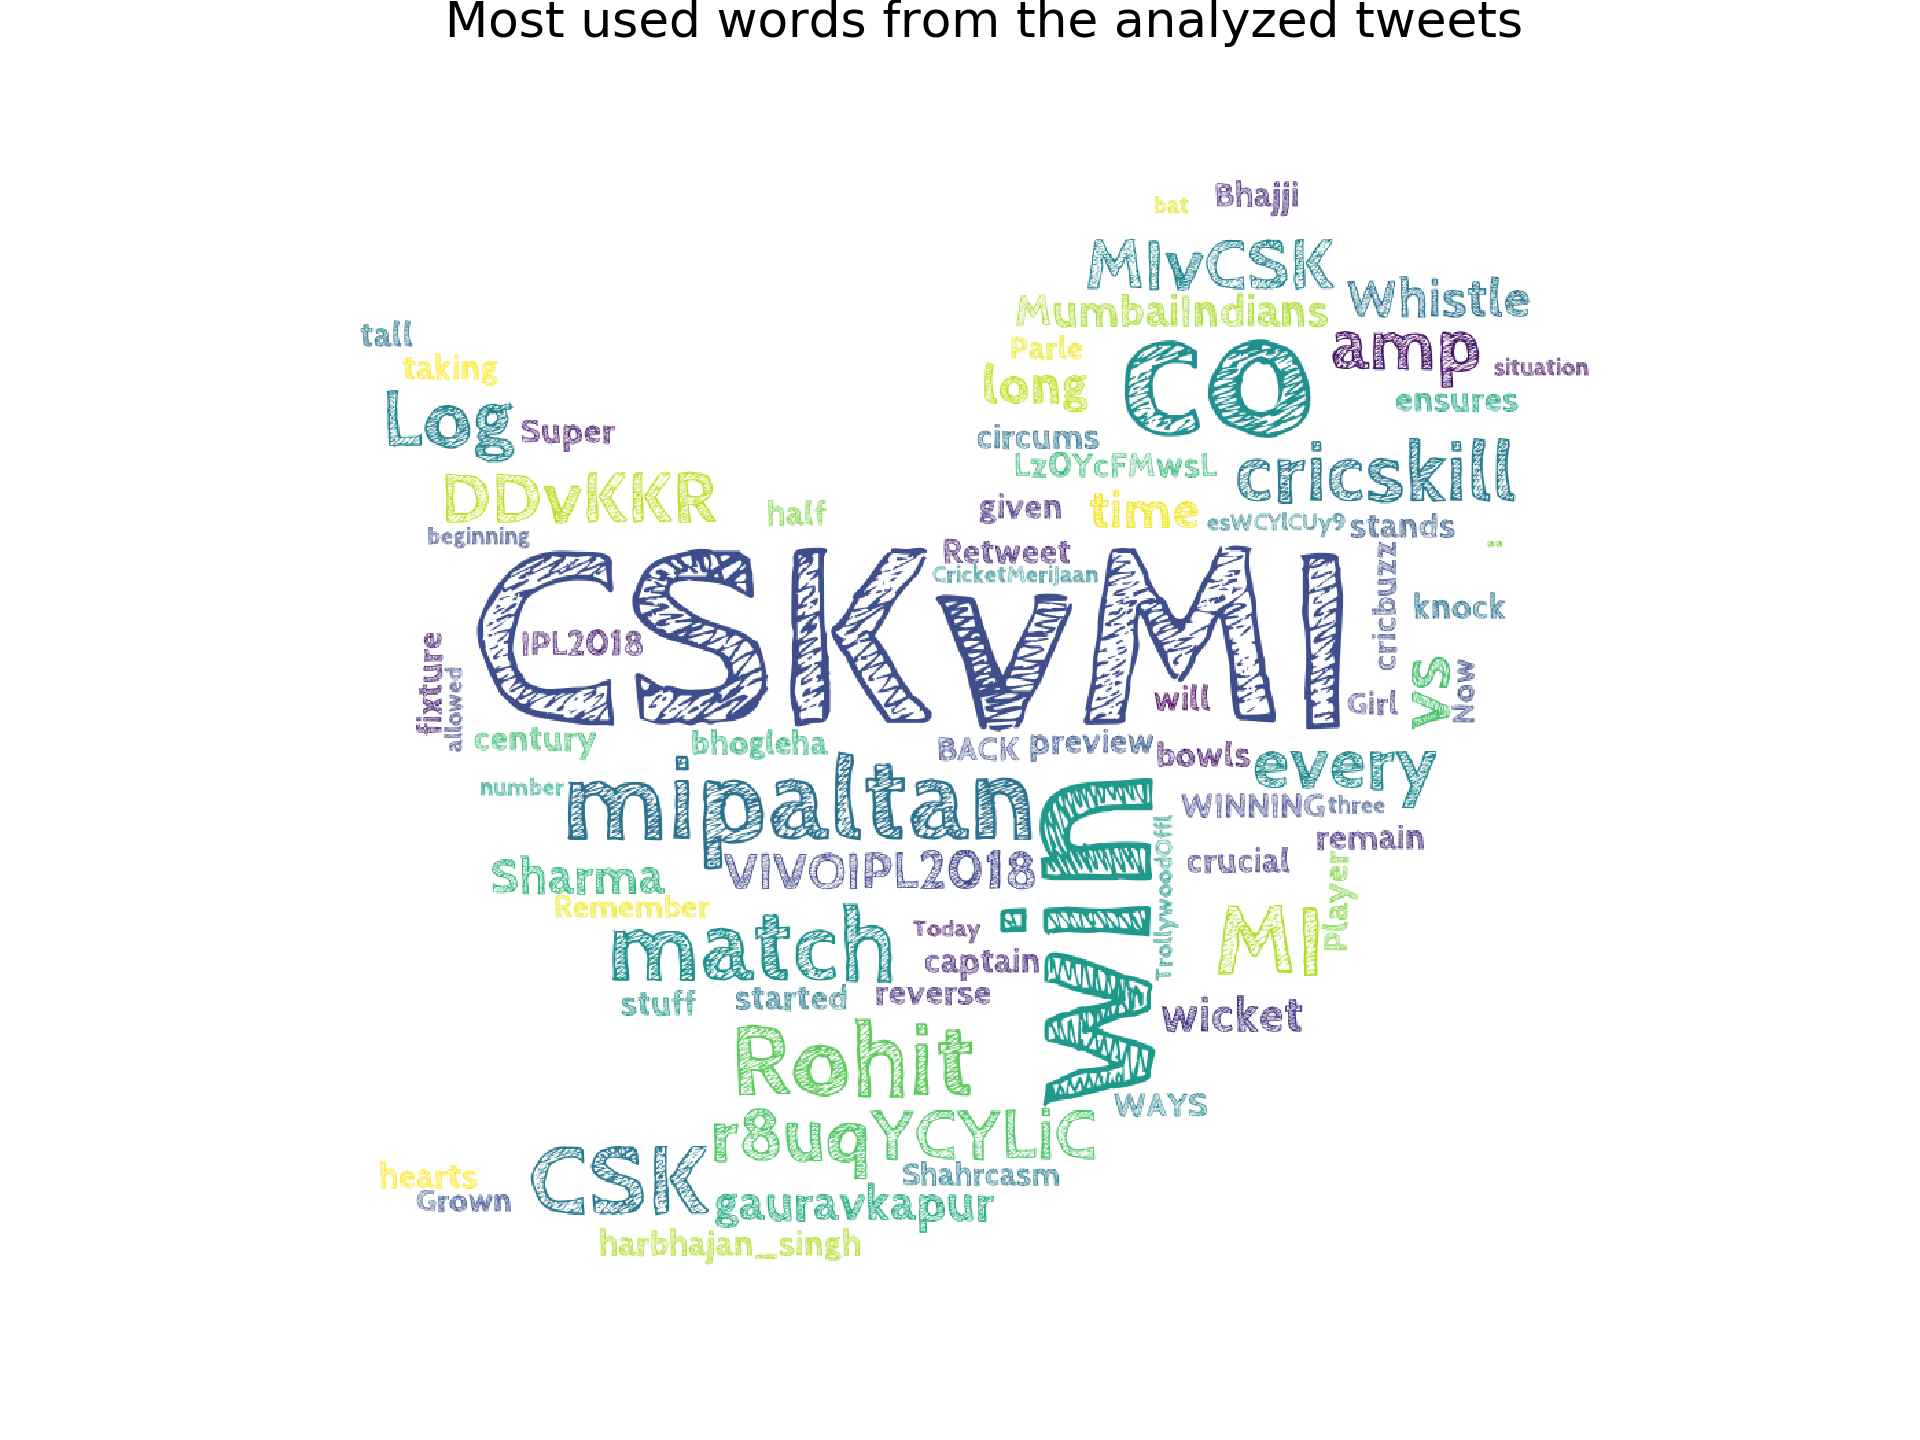 Most used words from the analyzed tweets
bat
Bhajji
MIvCSK
Whistle
MumbaiIndians
tall
Parle
CO
amp
situation
taking
long
ensures
Log
Super
circums
LzOYcFMwsL
cricskill
DDvKKR
half
given
time
esWCYlCUy9
stands
beginning
Retweet
CricketMeriJaan
CSKvMI
IPL2018
cricbuzz
knock
fixture
allowed
will
Girl
vs
Now
century
bhogleha
BACK
preview
bowls
every
number
mipaltan
win
WINNING
three
remain
Sharma
VIVOIPL2018
TrollywoodOffl
crucial
Player
Remember
match
Today
captain
MI
stuff
started
reverse
wicket
Rohit
WAYS
r8uqYCYLiC
hearts
Grown
CSK
Shahrcasm
gauravkapur
harbhajan_singh